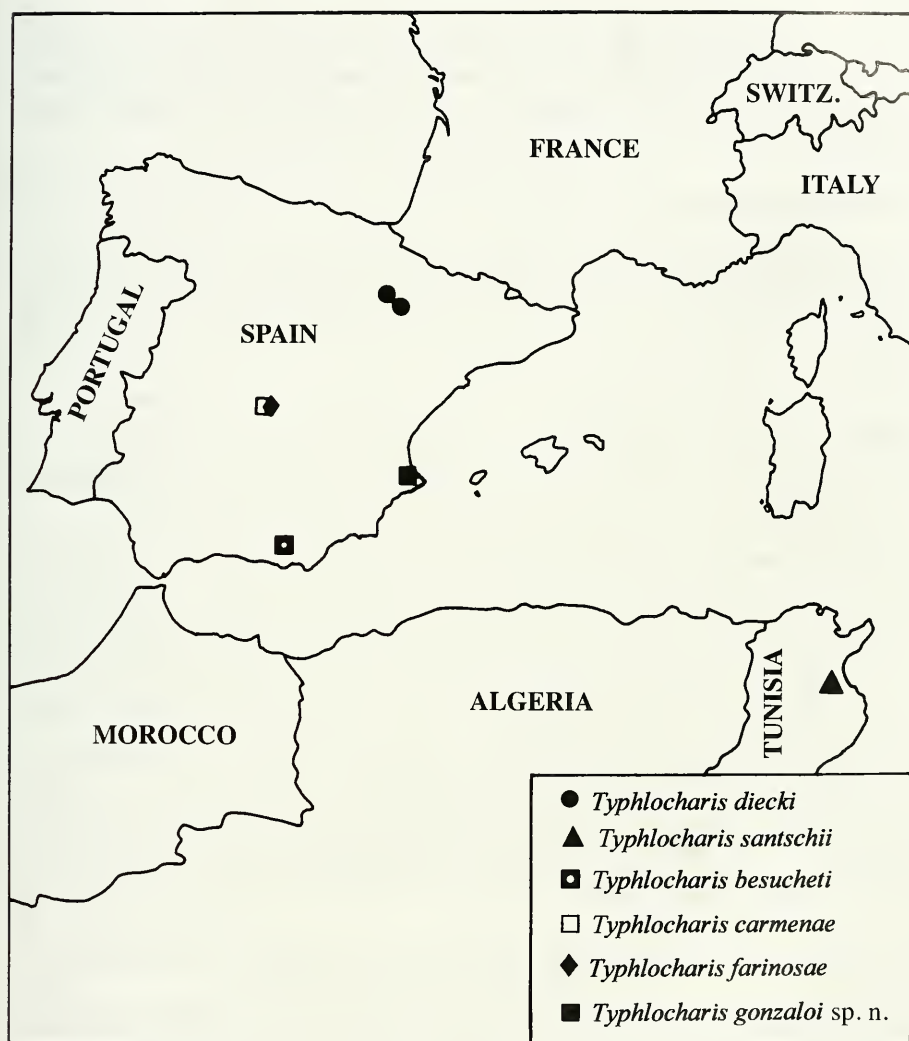 SWITZ.
FRANCE
ITALY
PORTUGAL
SPAIN
ALGERIA
TUNISIA
MOROCCO
Typhlocharis diecki
Typhlocharis santschii
Typhlocharis besucheti
Typhlocharis carmenae
Typhlocharis farinosae
Typhlocharis gonzaloi sp. n.